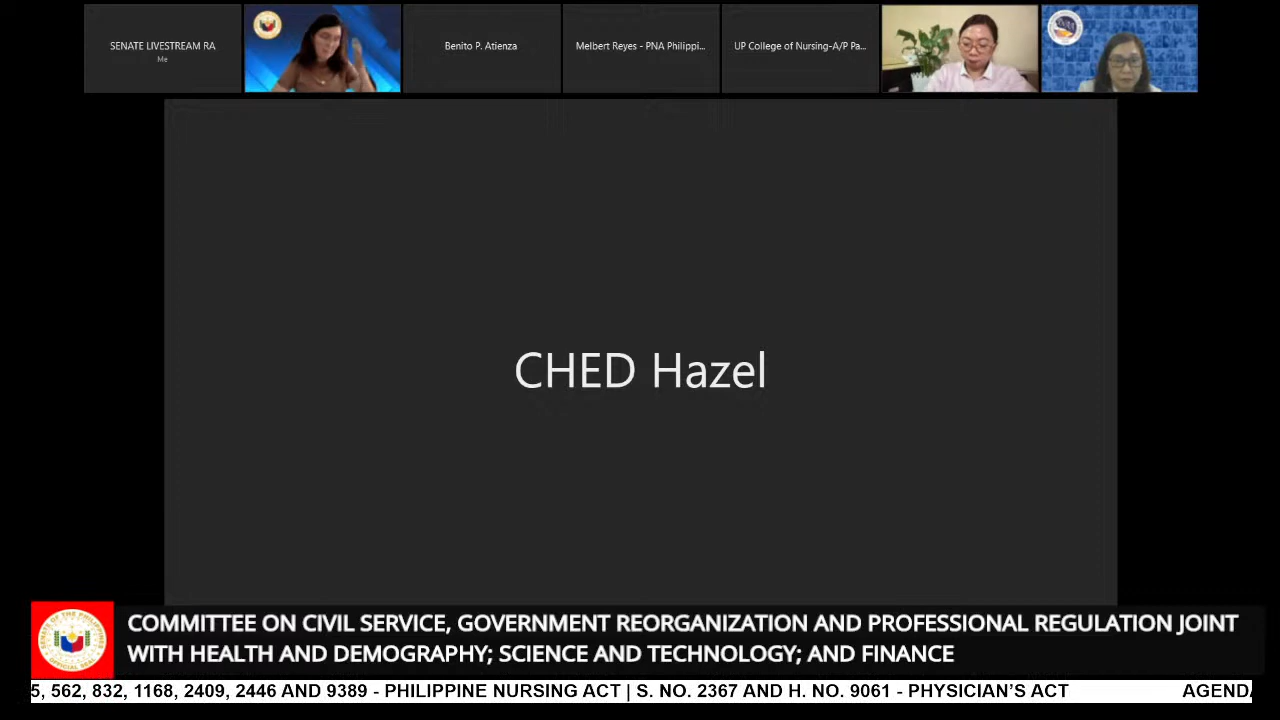 SENATE LIVESTREAM RA
Me
Benito P. Atienza
Melbert Reyes - PNA Philippi...
UP College of Nursing-A/P Pa...
CHED Hazel
COMMITTEE ON CIVIL SERVICE, GOVERNMENT REORGANIZATION AND PROFESSIONAL REGULATION JOINT
WITH HEALTH AND DEMOGRAPHY; SCIENCE AND TECHNOLOGY; AND FINANCE
5, 562, 832, 1168, 2409, 2446 AND 9389 - PHILIPPINE NURSING ACT | S. NO. 2367 AND H. NO. 9061 - PHYSICIAN'S ACT AGENDA